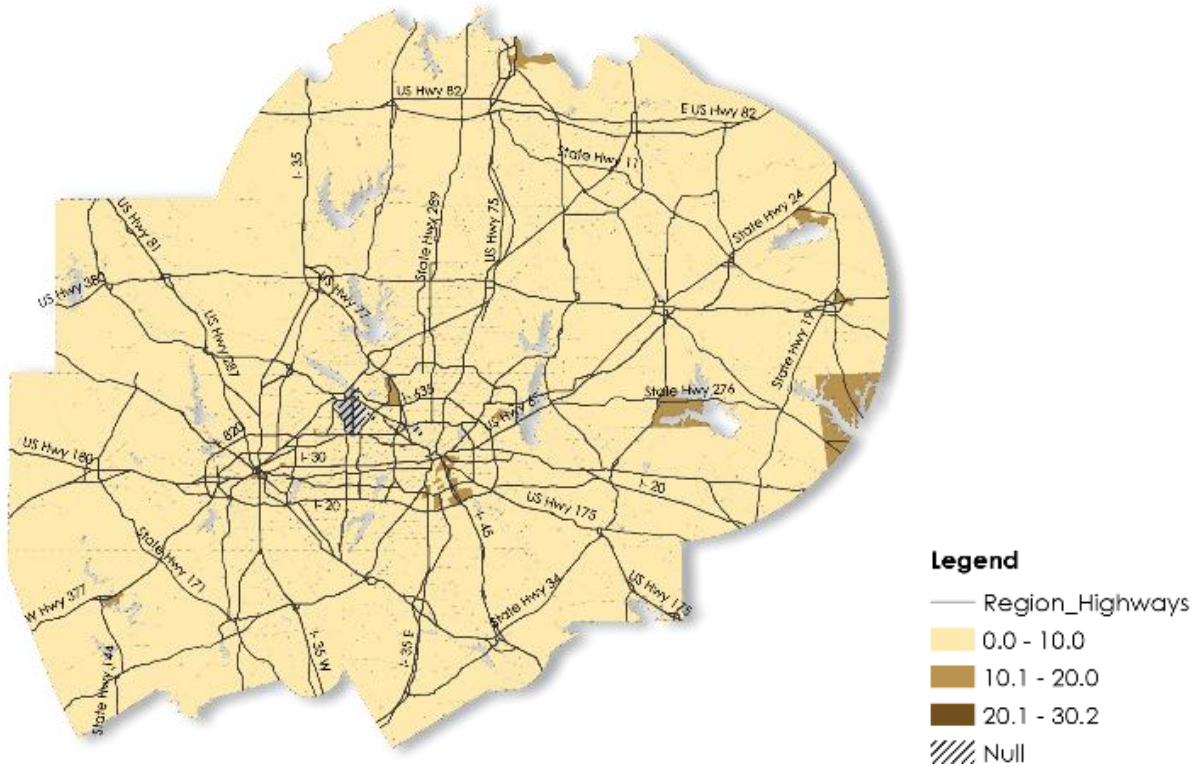 US Hwy 82
E US Hwy 82
State Hwy 11
I- 35
State Hwy 289
US Hwy 75
State Hwy 24
US Hwy 81
US Hwy 380
US Hwy 77
US Hwy 287
State Hwy 19
I- 635
State Hwy 276
US Hwy 67
820
US Hwy 180
I- 30
I- 20
I- 20
US Hwy 175
I- 45
State Hwy 171
W Hwy 377
State Hwy 34
US Hwy 175
I- 35 W
I- 35 E
State Hwy 144
Legend
Region_Highways
0.0 - 10.0
10.1 - 20.0
20.1 - 30.2
Null